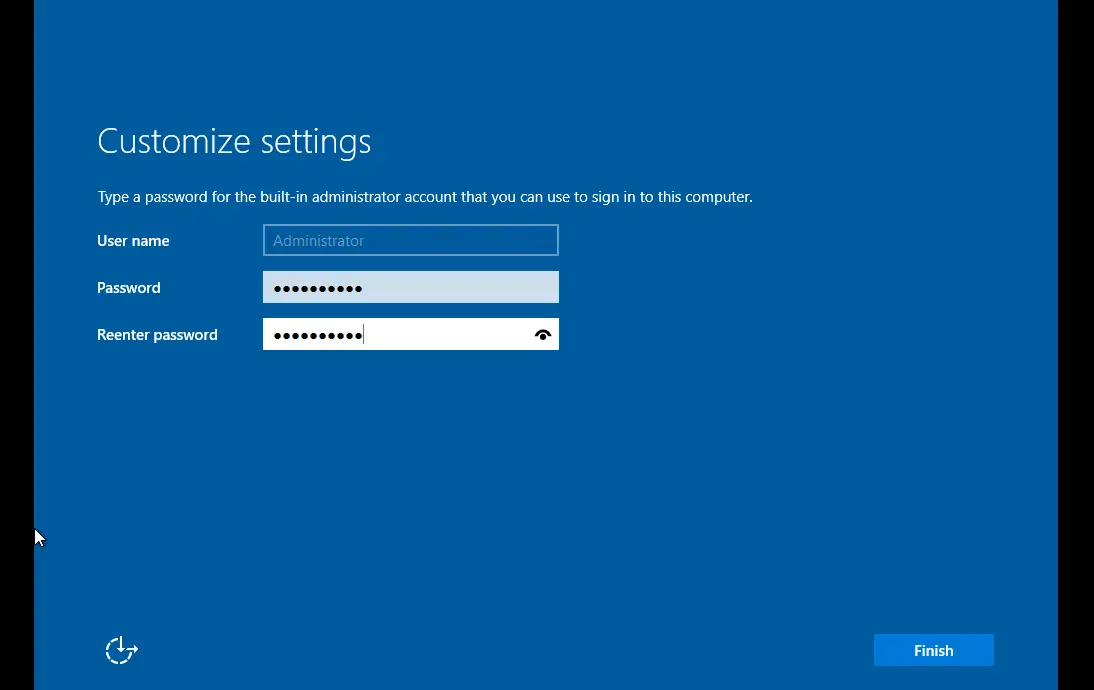 Customize settings
Type a password for the built-in administrator account that you can use to sign in to this computer.
User name Administrator
Password ●●●●●●●●●●
Reenter password ●●●●●●●●●●
Finish